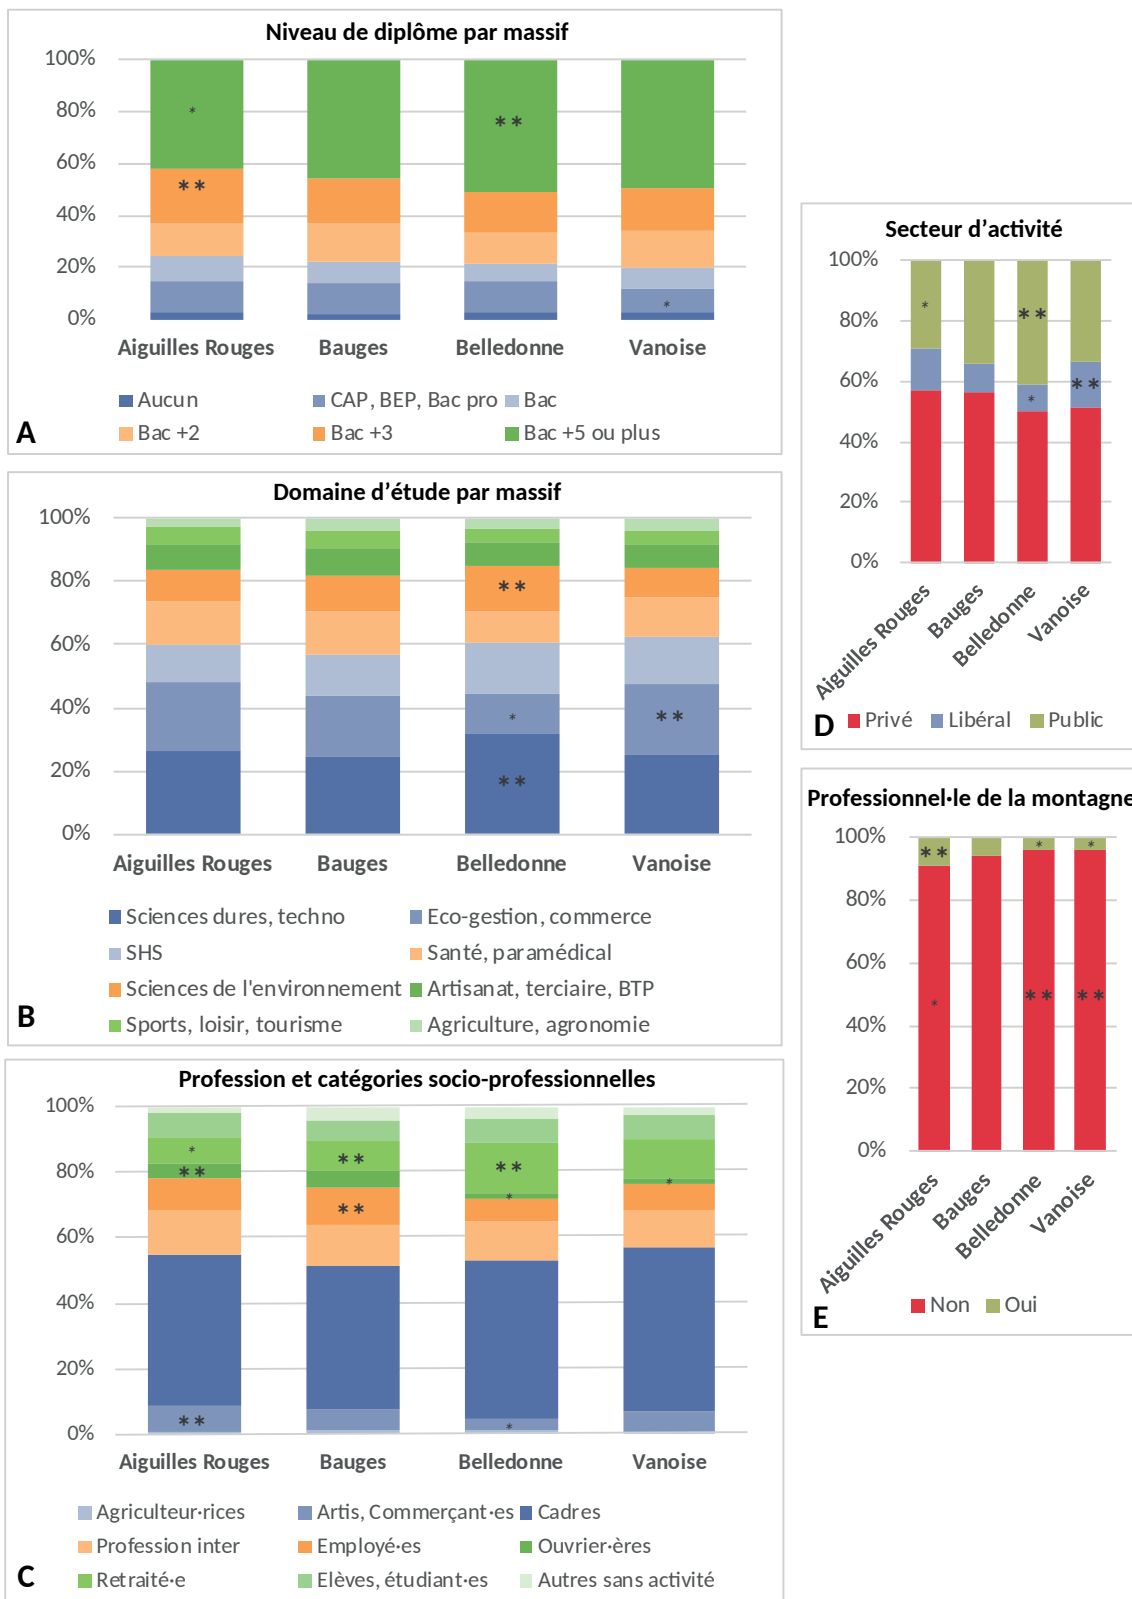 Niveau de diplôme par massif
100%
80%
60%
40%
20%
0%
*
**
**
*
Aiguilles Rouges Bauges Belledonne Vanoise
Aucun CAP, BEP, Bac pro Bac
Bac +2 Bac +3 Bac +5 ou plus
A
Domaine d’étude par massif
100%
80%
60%
40%
20%
0%
**
*
**
**
Aiguilles Rouges Bauges Belledonne Vanoise
Sciences dures, techno Eco-gestion, commerce
SHS Santé, paramédical
Sciences de l'environnement Artisanat, terciaire, BTP
Sports, loisir, tourisme Agriculture, agronomie
B
Profession et catégories socio-professionnelles
100%
80%
60%
40%
20%
0%
*
**
**
**
**
**
*
*
*
Aiguilles Rouges Bauges Belledonne Vanoise
Agriculteur·rices Artis, Commerçant·es Cadres
Profession inter Employé·es Ouvrier·ères
Retraité·e Elèves, étudiant·es Autres sans activité
C
Secteur d’activité
100%
80%
60%
40%
20%
0%
*
**
*
**
Aiguilles Rouges Bauges Belledonne Vanoise
D Privé Libéral Public
Professionnel·le de la montagne
100%
80%
60%
40%
20%
0%
**
*
*
*
**
**
Aiguilles Rouges Bauges Belledonne Vanoise
Non Oui
E